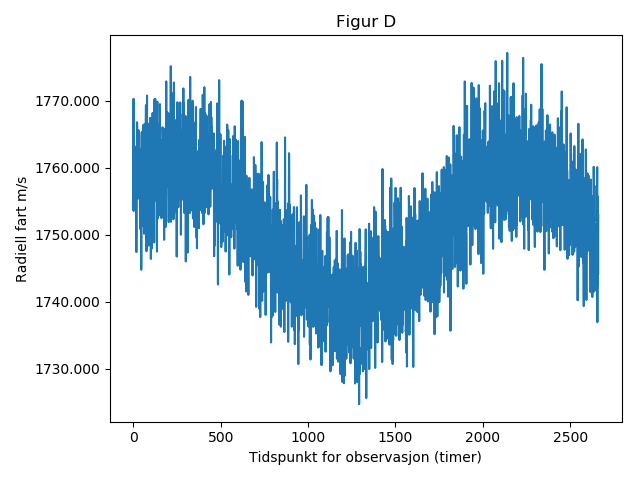 Figur D
1770.000
1760.000
1750.000
1740.000
1730.000
Radiell fart m/s
0 500 1000 1500 2000 2500
Tidspunkt for observasjon (timer)